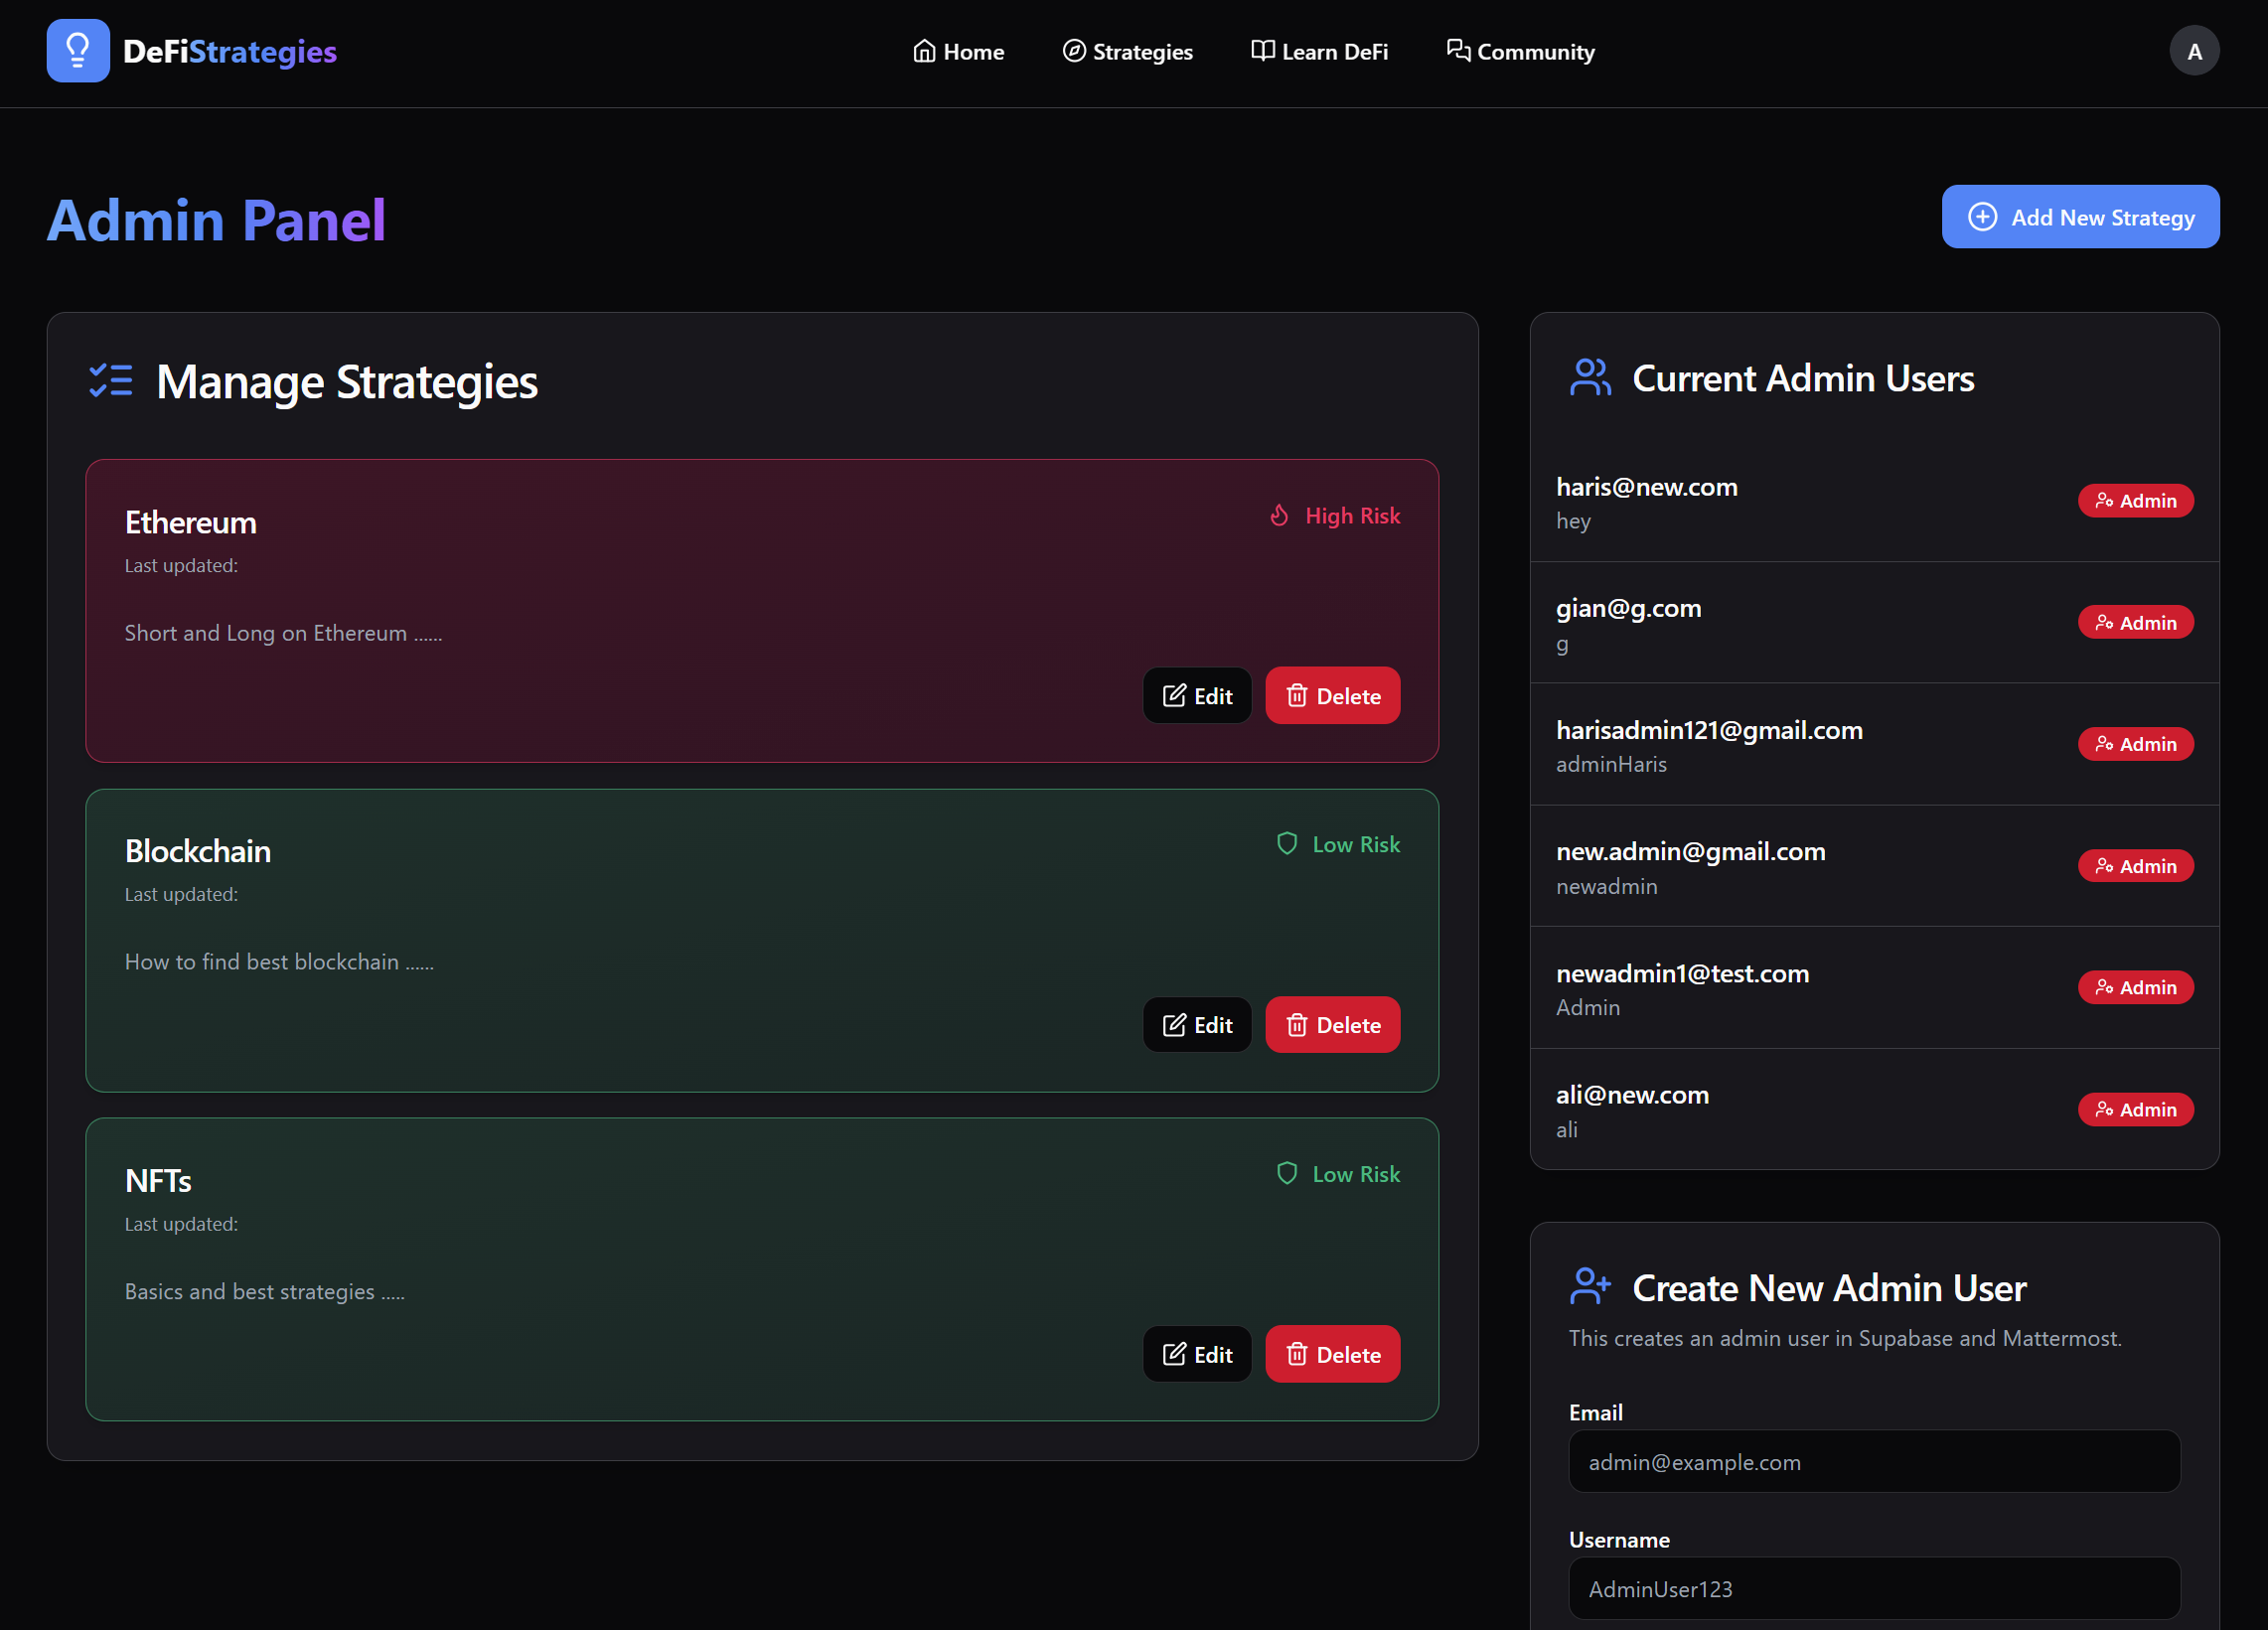 DeFiStrategies
Home
Strategies
Learn DeFi
Community
A
Admin Panel
Add New Strategy
Manage Strategies
Ethereum
High Risk
Last updated:
Short and Long on Ethereum ......
Edit
Delete
Blockchain
Low Risk
Last updated:
How to find best blockchain ......
Edit
Delete
NFTs
Low Risk
Last updated:
Basics and best strategies .....
Edit
Delete
Current Admin Users
haris@new.com
hey
Admin
gian@g.com
g
Admin
harisadmin121@gmail.com
adminHaris
Admin
new.admin@gmail.com
newadmin
Admin
newadmin1@test.com
Admin
Admin
ali@new.com
ali
Admin
Create New Admin User
This creates an admin user in Supabase and Mattermost.
Email
admin@example.com
Username
AdminUser123